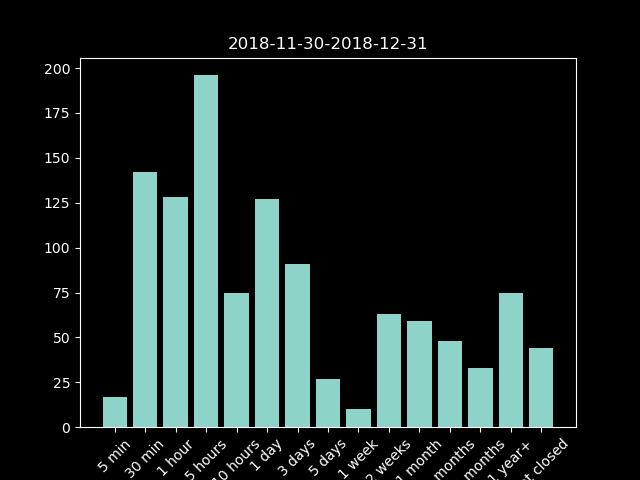 2018-11-30-2018-12-31
200
175
150
125
100
75
50
25
0
5 min
30 min
1 hour
5 hours
10 hours
1 day
3 days
5 days
1 week
2 weeks
1 month
months
months
1 year+
closed